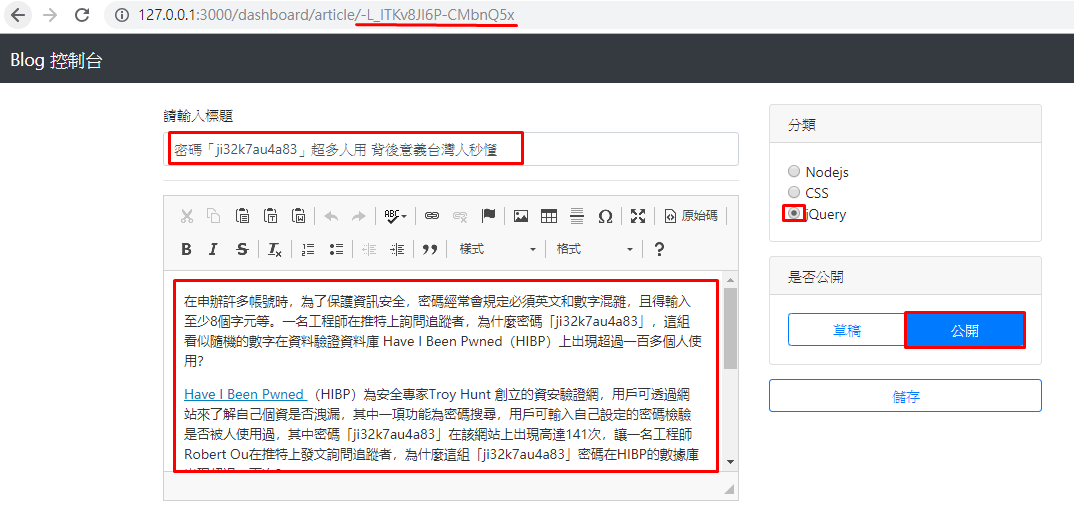 127.0.0.1:3000/dashboard/article/-L_ITKv8JI6P-CMbnQ5x
Blog 控制台
請輸入標題
密碼「ji32k7au4a83」超多人用 背後意義台灣人秒懂
ABC
原始碼
B I S Tx
樣式
格式
?
在申辦許多帳號時，為了保護資訊安全，密碼經常會規定必須英文和數字混雜，且得輸入
至少8個字元等。一名工程師在推特上詢問追蹤者，為什麼密碼「ji32k7au4a83」，這組
看似隨機的數字在資料驗證資料庫 Have I Been Pwned（HIBP）上出現超過一百多個人使
用?
Have I Been Pwned （HIBP）為安全專家Troy Hunt 創立的資安驗證網，用戶可透過網
站來了解自己個資是否洩漏，其中一項功能為密碼搜尋，用戶可輸入自己設定的密碼檢驗
是否被人使用過，其中密碼「ji32k7au4a83」在該網站上出現高達141次，讓一名工程師
Robert Ou在推特上發文詢問追蹤者，為什麼這組「ji32k7au4a83」密碼在HIBP的數據庫
分類
Nodejs
CSS
jQuery
是否公開
草稿
公開
儲存